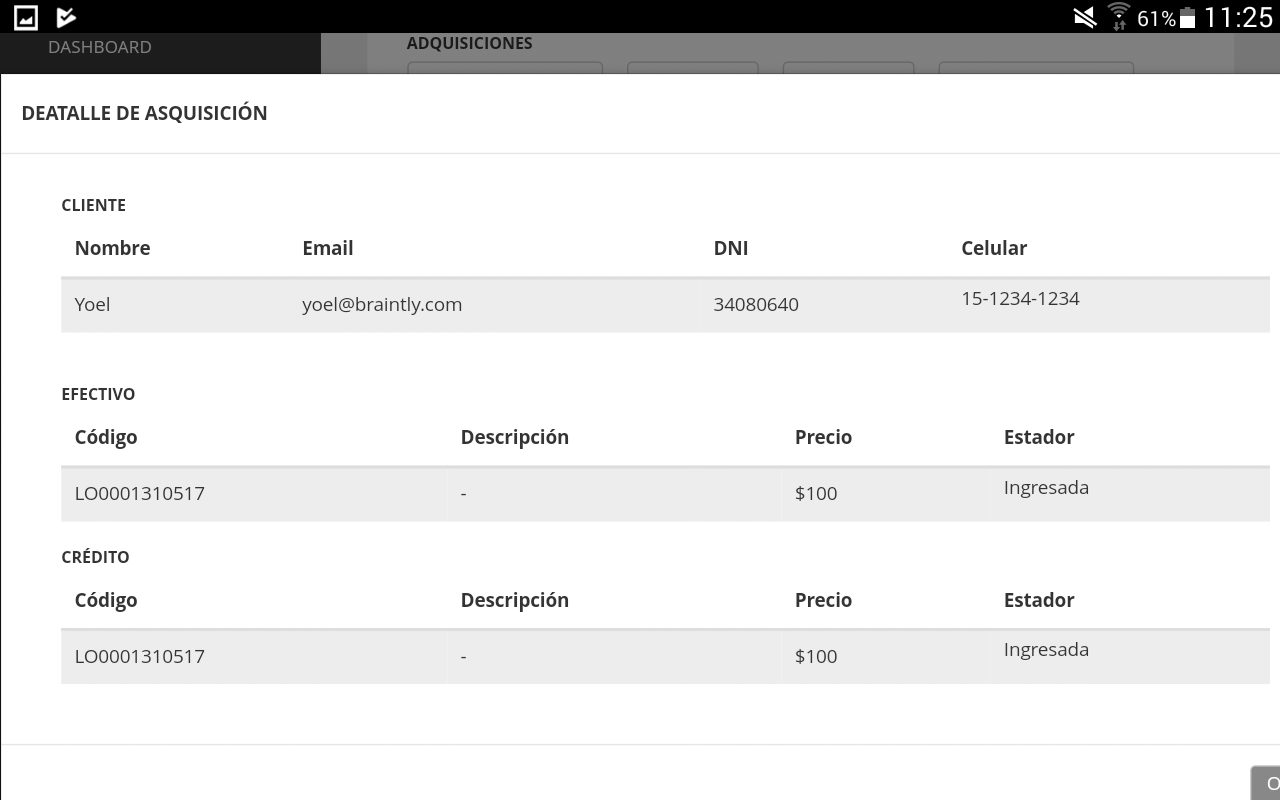 61% 11:25
DASHBOARD
ADQUISICIONES
DEATALLE DE ASQUISICIÓN
CLIENTE
Nombre Email DNI Celular
Yoel yoel@braintly.com 34080640 15-1234-1234
EFECTIVO
Código Descripción Precio Estador
LO0001310517 - $100 Ingresada
CRÉDITO
Código Descripción Precio Estador
LO0001310517 - $100 Ingresada